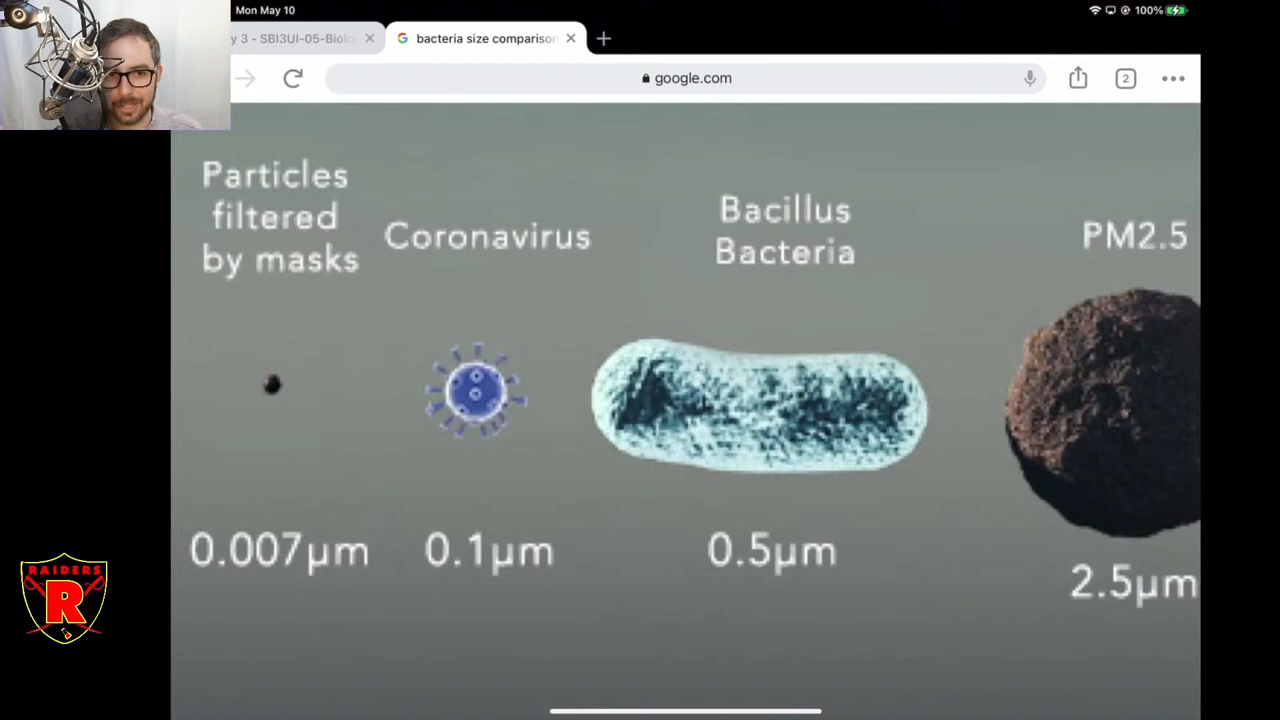 Mon May 10
100%
y 3 - SBI3UI-05-Biolo
bacteria size comparison
google.com
2
Particles
filtered
by masks
Coronavirus
Bacillus
Bacteria
PM2.5
0.007μm
0.1μm
0.5μm
2.5μm
RAIDERS
R